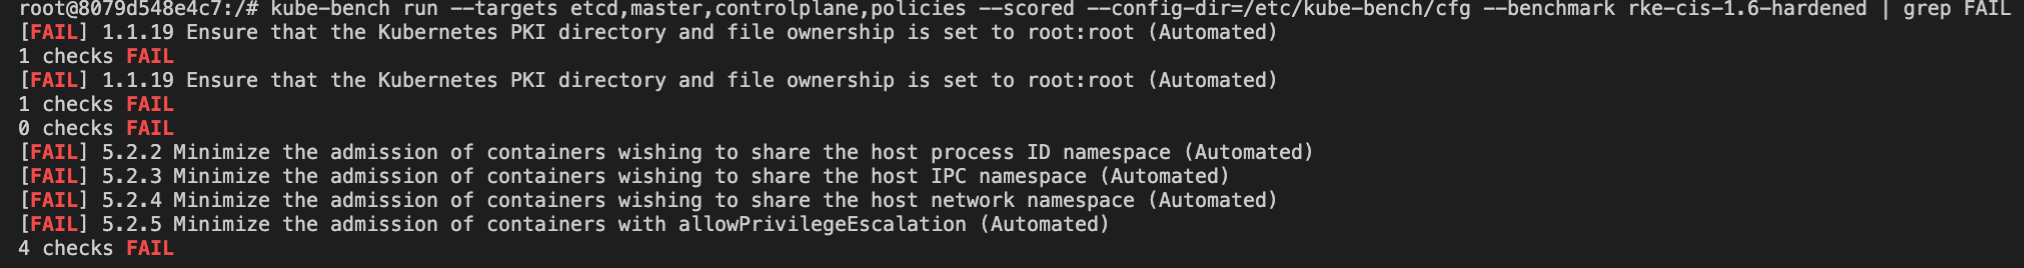 root@8079d548e4c7:/# kube-bench run --targets etcd,master,controlplane,policies --scored --config-dir=/etc/kube-bench/cfg --benchmark rke-cis-1.6-hardened | grep FAIL
[FAIL] 1.1.19 Ensure that the Kubernetes PKI directory and file ownership is set to root:root (Automated)
1 checks FAIL
[FAIL] 1.1.19 Ensure that the Kubernetes PKI directory and file ownership is set to root:root (Automated)
1 checks FAIL
0 checks FAIL
[FAIL] 5.2.2 Minimize the admission of containers wishing to share the host process ID namespace (Automated)
[FAIL] 5.2.3 Minimize the admission of containers wishing to share the host IPC namespace (Automated)
[FAIL] 5.2.4 Minimize the admission of containers wishing to share the host network namespace (Automated)
[FAIL] 5.2.5 Minimize the admission of containers with allowPrivilegeEscalation (Automated)
4 checks FAIL